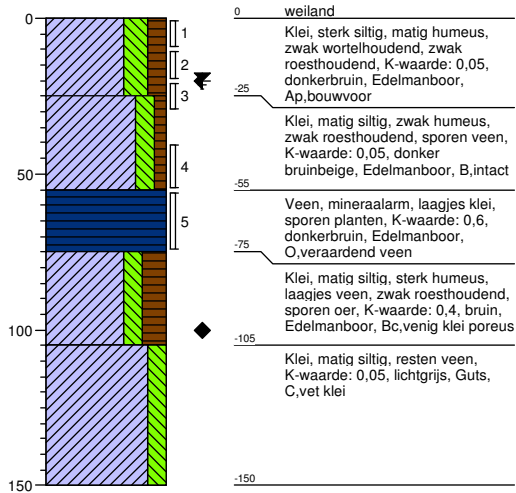 0
50
100
150
1
2
3
4
5
0
weiland
Klei, sterk siltig, matig humeus,
zwak wortelhoudend, zwak
roesthoudend, K-waarde: 0,05,
donkerbruin, Edelmanboor,
Ap,bouwvoor
-25
Klei, matig siltig, zwak humeus,
zwak roesthoudend, sporen veen,
K-waarde: 0,05, donker
bruinbeige, Edelmanboor, B,intact
-55
Veen, mineraalarm, laagjes klei,
sporen planten, K-waarde: 0,6,
donkerbruin, Edelmanboor,
O,veraardend veen
-75
Klei, matig siltig, sterk humeus,
laagjes veen, zwak roesthoudend,
sporen oer, K-waarde: 0,4, bruin,
Edelmanboor, Bc,venig klei poreus
-105
Klei, matig siltig, resten veen,
K-waarde: 0,05, lichtgrijs, Guts,
C,vet klei
-150